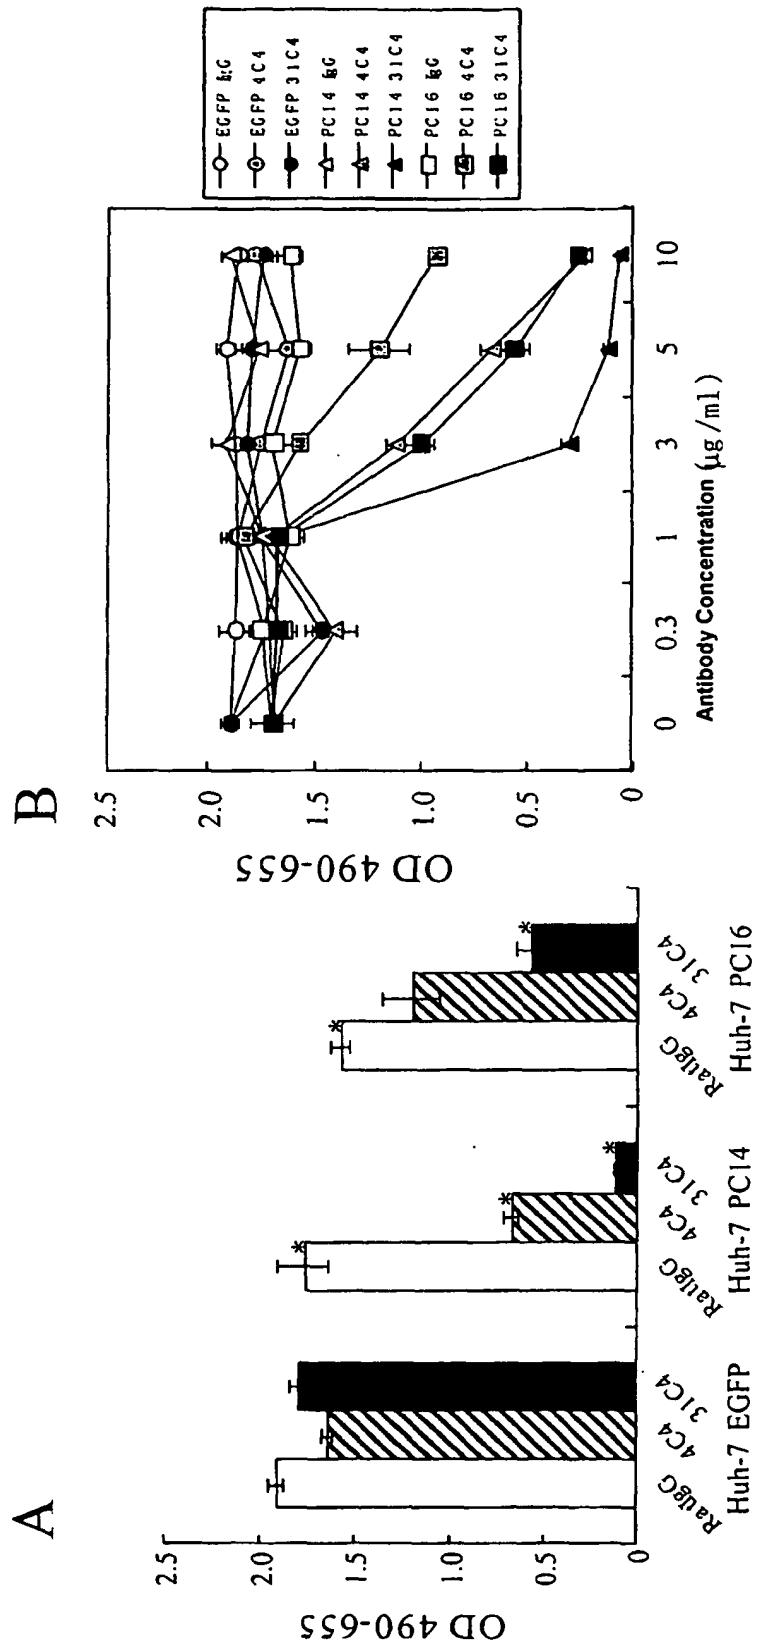 A
OD 490-655
2.5
2.0
1.5
1.0
0.5
0
RatIgG
4C4
31C4
Huh-7 EGFP
RatIgG
4C4
31C4
Huh-7 PC14
RatIgG
4C4
31C4
Huh-7 PC16
*
*
*
*
*
B
OD 490-655
2.5
2.0
1.5
1.0
0.5
0
0
0.3
1
3
5
10
Antibody Concentration (µg/ml)
EGFP IgG
EGFP 4C4
EGFP 31C4
PC14 IgG
PC14 4C4
PC14 31C4
PC16 IgG
PC16 4C4
PC16 31C4